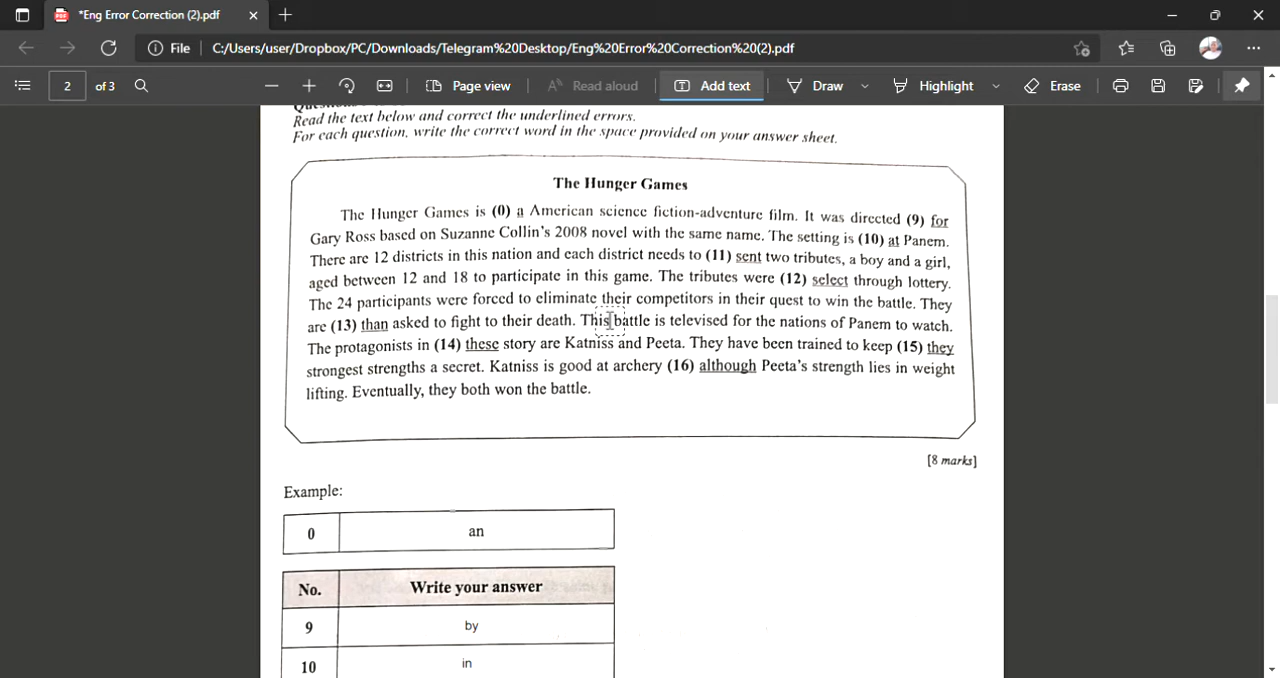 *Eng Error Correction (2).pdf
File C:/Users/user/Dropbox/PC/Downloads/Telegram%20Desktop/Eng%20Error%20Correction%20(2).pdf
2 of 3 Page view Read aloud Add text Draw Highlight Erase
Read the text below and correct the underlined errors.
For each question, write the correct word in the space provided on your answer sheet.
The Hunger Games
The Hunger Games is (0) a American science fiction-adventure film. It was directed (9) for
Gary Ross based on Suzanne Collin's 2008 novel with the same name. The setting is (10) at Panem.
There are 12 districts in this nation and each district needs to (11) sent two tributes, a boy and a girl,
aged between 12 and 18 to participate in this game. The tributes were (12) select through lottery.
The 24 participants were forced to eliminate their competitors in their quest to win the battle. They
are (13) than asked to fight to their death. This battle is televised for the nations of Panem to watch.
The protagonists in (14) these story are Katniss and Peeta. They have been trained to keep (15) they
strongest strengths a secret. Katniss is good at archery (16) although Peeta's strength lies in weight
lifting. Eventually, they both won the battle.
[8 marks]
Example:
0 an
No. Write your answer
9 by
10 in